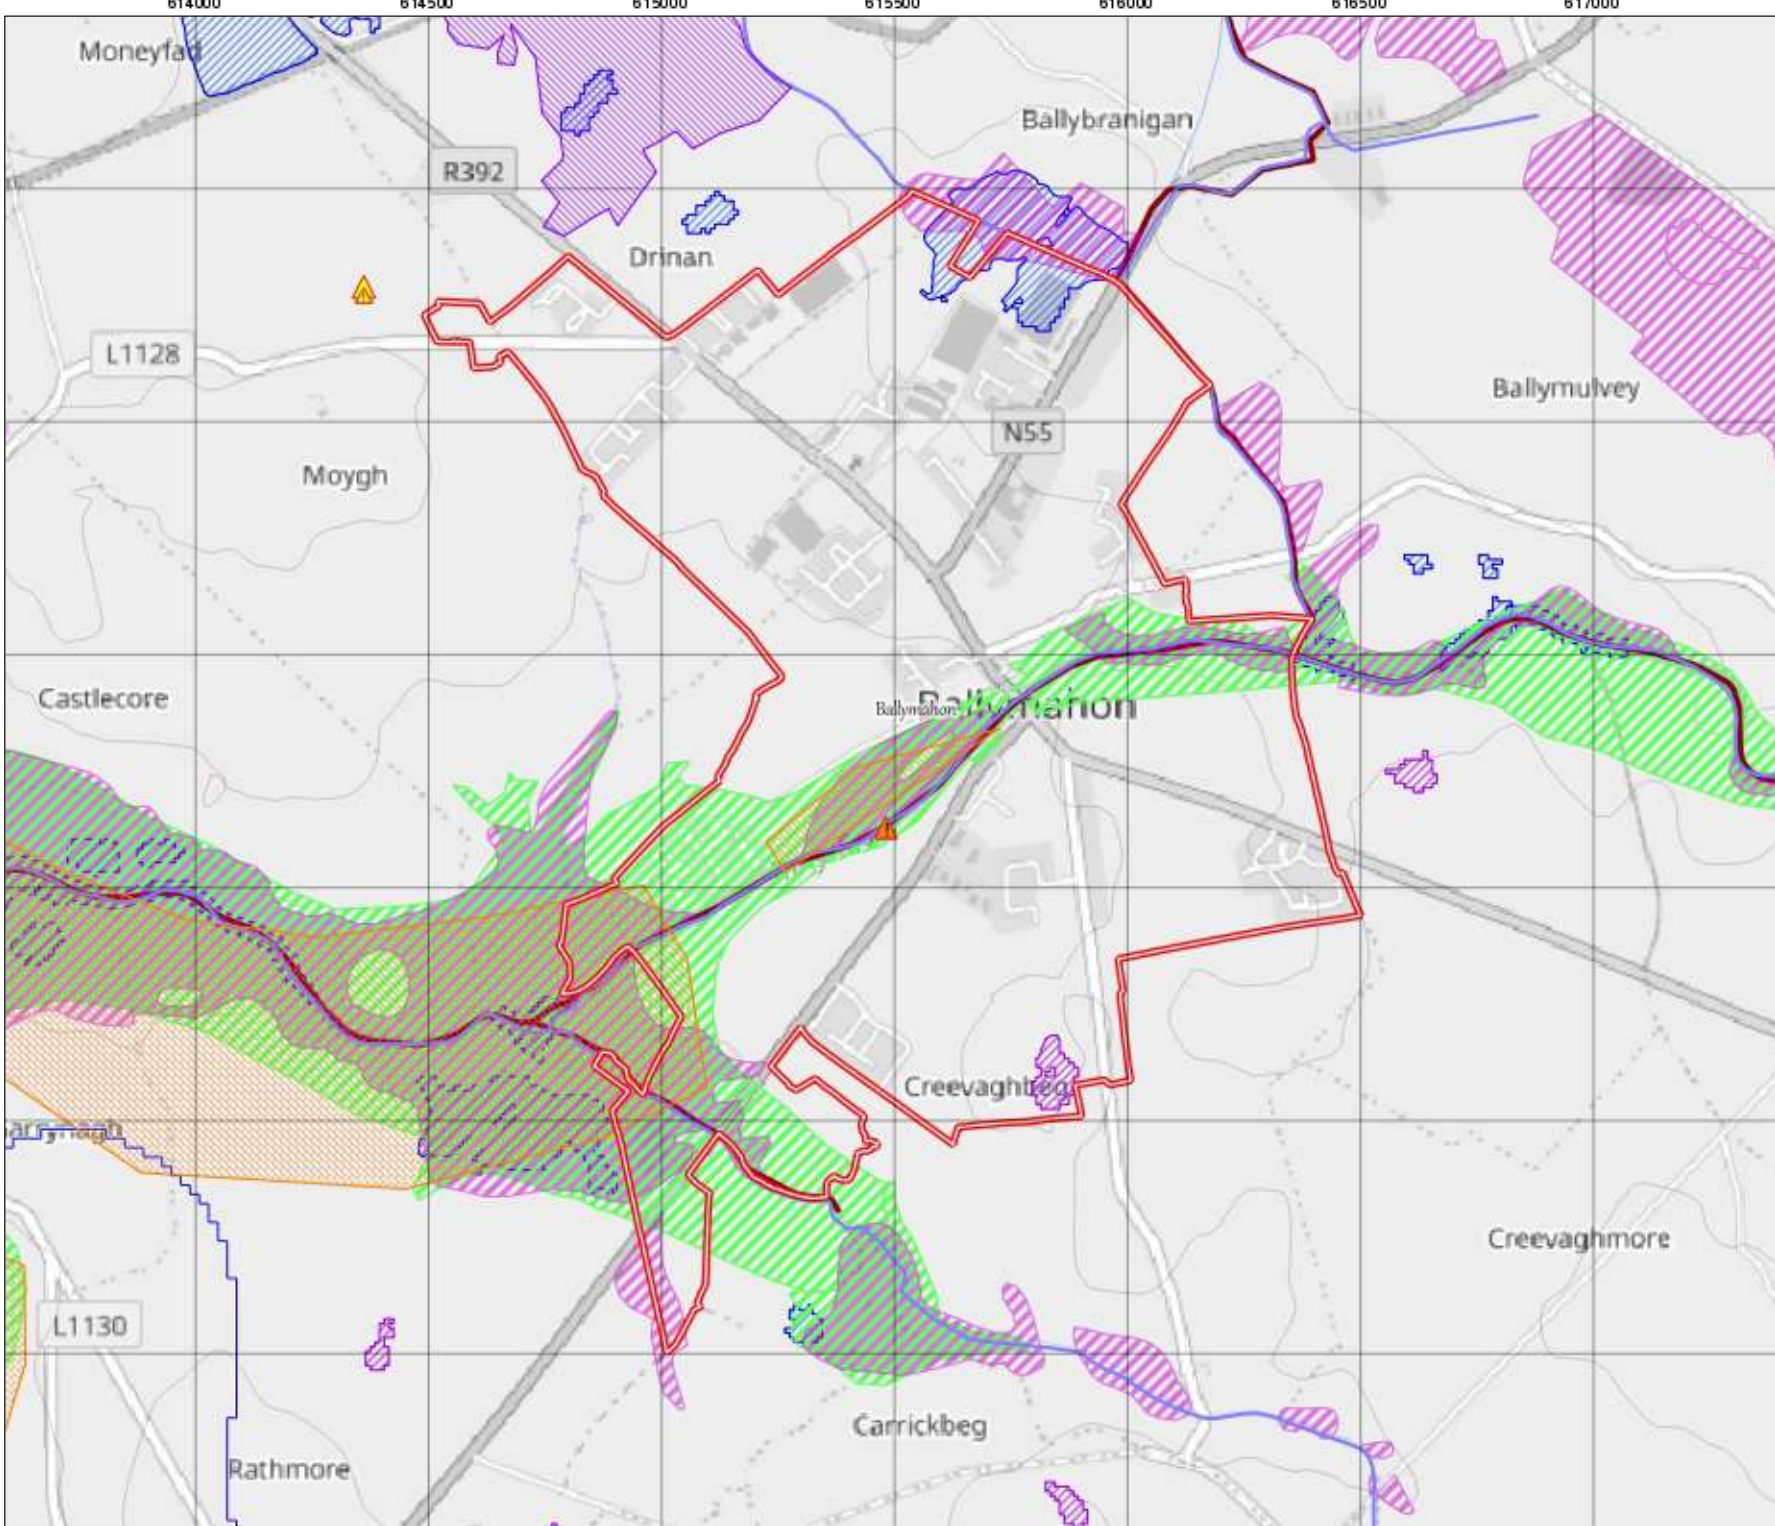 614000 614500 615000 615500 616000 616500 617000
Moneyfad
Ballybranigan
R392
Drinan
L1128
Ballymulvey
N55
Moygh
Castlecore
Ballymahon
Ballymahon
Creevaghbeg
Creevaghmore
L1130
Carrickbeg
Rathmore